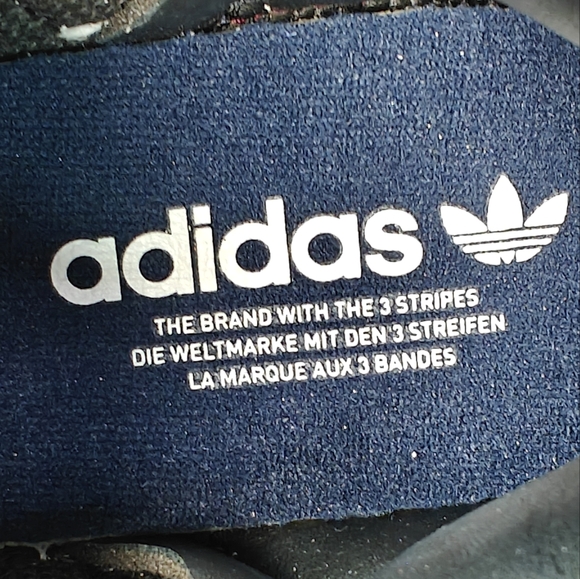 adidas
THE BRAND WITH THE 3 STRIPES
DIE WELTMARKE MIT DEN 3 STREIFEN
LA MARQUE AUX 3 BANDES